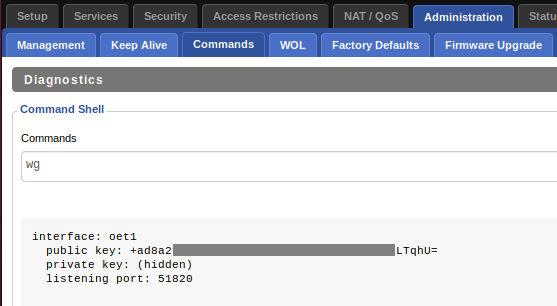 Setup Services Security Access Restrictions NAT / QoS Administration Statu
Management Keep Alive Commands WOL Factory Defaults Firmware Upgrade
Diagnostics
Command Shell
Commands
wg
interface: oet1
public key: +ad8a2 LTqhU=
private key: (hidden)
listening port: 51820